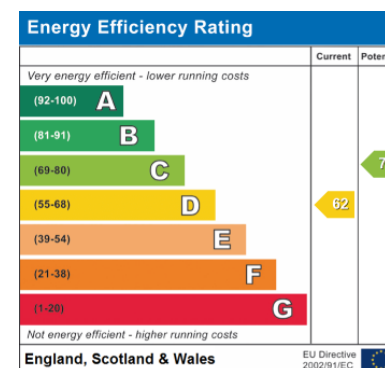 Energy Efficiency Rating
Current
Very energy efficient - lower running costs
(92-100) A
(81-91) B
(69-80) C
(55-68) D 62
(39-54) E
(21-38) F
(1-20) G
Not energy efficient - higher running costs
England, Scotland & Wales
EU Directive
2002/91/EC